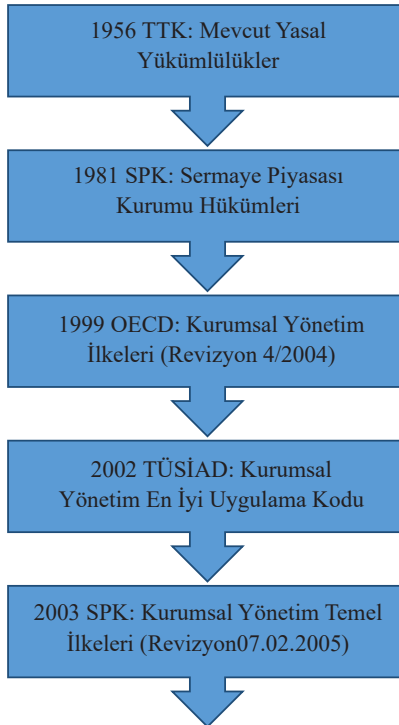 1956 TTK: Mevcut Yasal
Yükümlülükler
1981 SPK: Sermaye Piyasası
Kurumu Hükümleri
1999 OECD: Kurumsal Yönetim
İlkeleri (Revizyon 4/2004)
2002 TÜSİAD: Kurumsal
Yönetim En İyi Uygulama Kodu
2003 SPK: Kurumsal Yönetim Temel
İlkeleri (Revizyon07.02.2005)